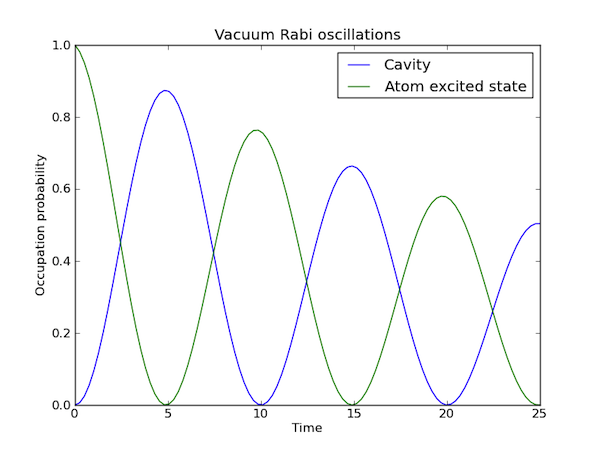 Vacuum Rabi oscillations
Cavity
Atom excited state
1.0
0.8
0.6
0.4
0.2
0.0
Occupation probability
0
5
10
15
20
25
Time